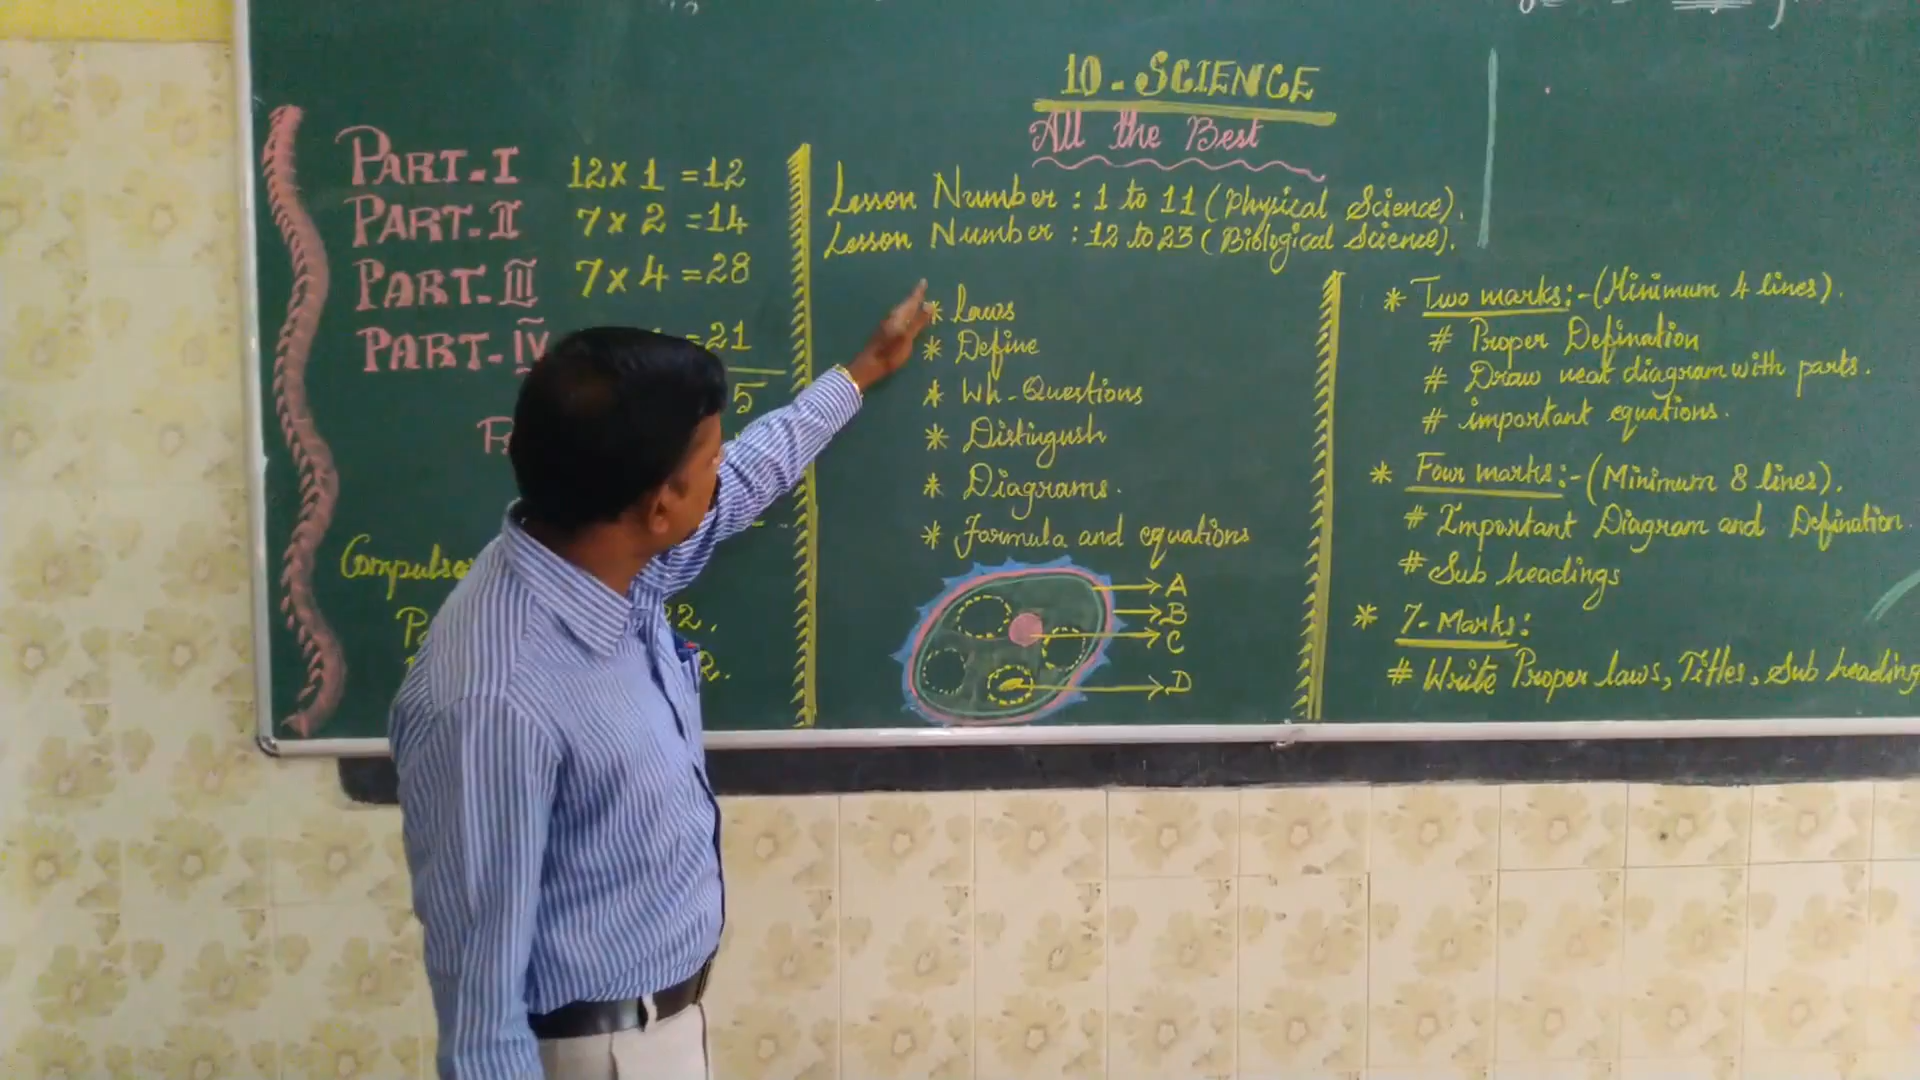 10. SCIENCE
All the Best
PART-I 12 x 1 = 12
PART-II 7 x 2 = 14
PART-III 7 x 4 = 28
PART-IV =21
5
Lesson Number : 1 to 11 (Physical Science).
Lesson Number : 12 to 23 (Biological Science).
* Laws
* Define
* Wh-Questions
* Distingush
* Diagrams.
* Formula and equations
A
B
C
D
* Two marks:- (Minimum 4 lines).
# Proper Defination
# Draw neat diagram with parts.
# important equations.
* Four marks:- (Minimum 8 lines).
# Important Diagram and Defination.
# Sub headings
* 7-Marks:
# Write Proper laws, Titles, Sub heading